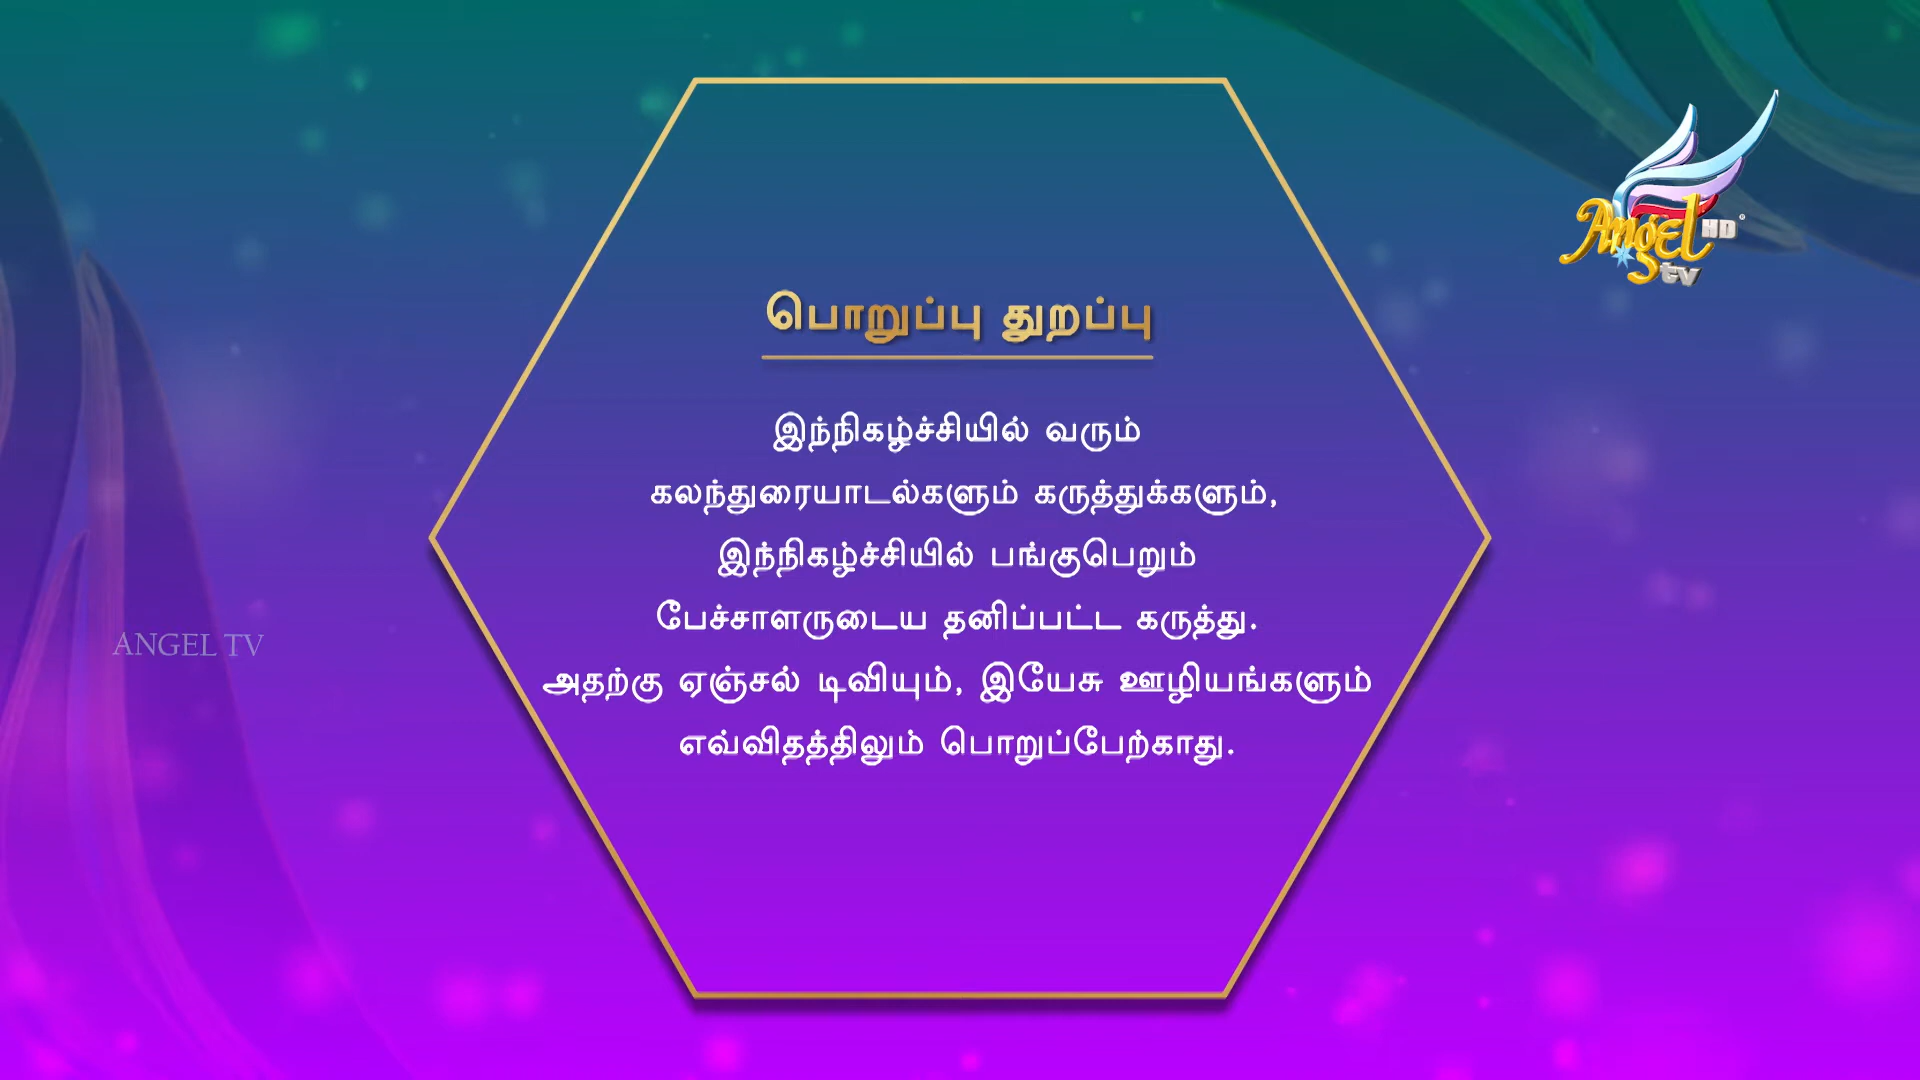 Angel HD
tv
பொறுப்பு துறப்பு
இந்நிகழ்ச்சியில் வரும்
கலந்துரையாடல்களும் கருத்துக்களும்,
இந்நிகழ்ச்சியில் பங்குபெறும்
பேச்சாளருடைய தனிப்பட்ட கருத்து.
ANGEL TV
அதற்கு ஏஞ்சல் டிவியும், இயேசு ஊழியங்களும்
எவ்விதத்திலும் பொறுப்பேற்காது.